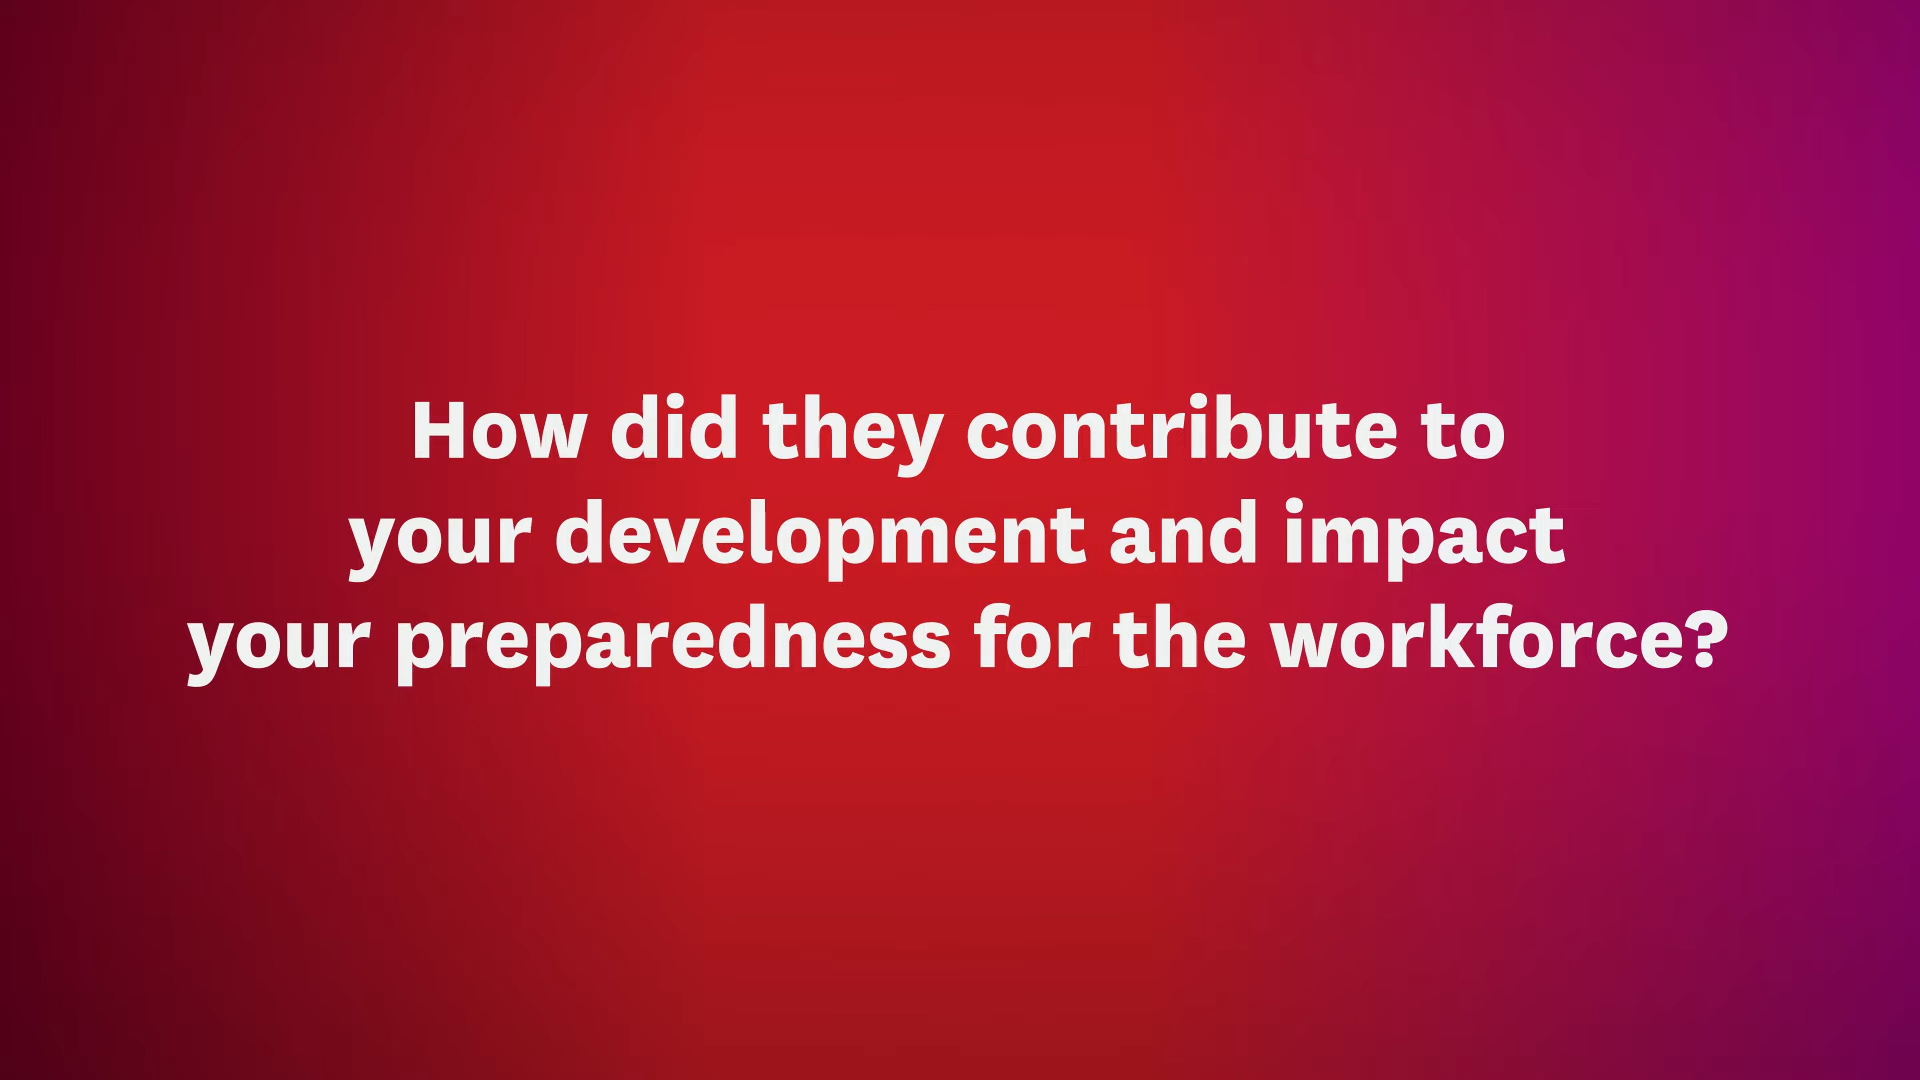 How did they contribute to
your development and impact
your preparedness for the workforce?